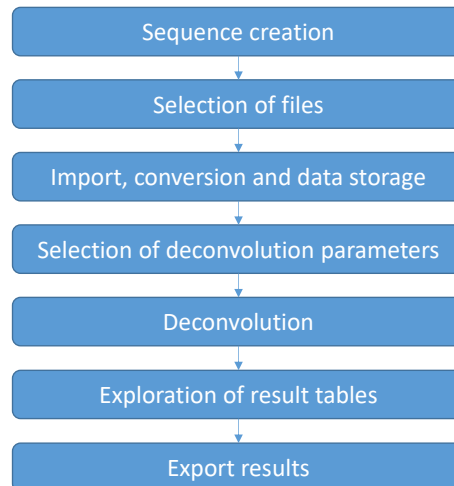 Sequence creation
Selection of files
Import, conversion and data storage
Selection of deconvolution parameters
Deconvolution
Exploration of result tables
Export results